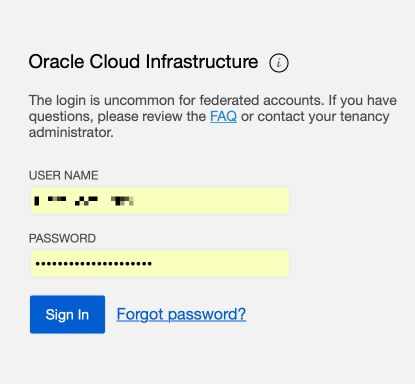 Oracle Cloud Infrastructure i
The login is uncommon for federated accounts. If you have
questions, please review the FAQ or contact your tenancy
administrator.
USER NAME
PASSWORD
•••••••••••••••••••••
Sign In Forgot password?